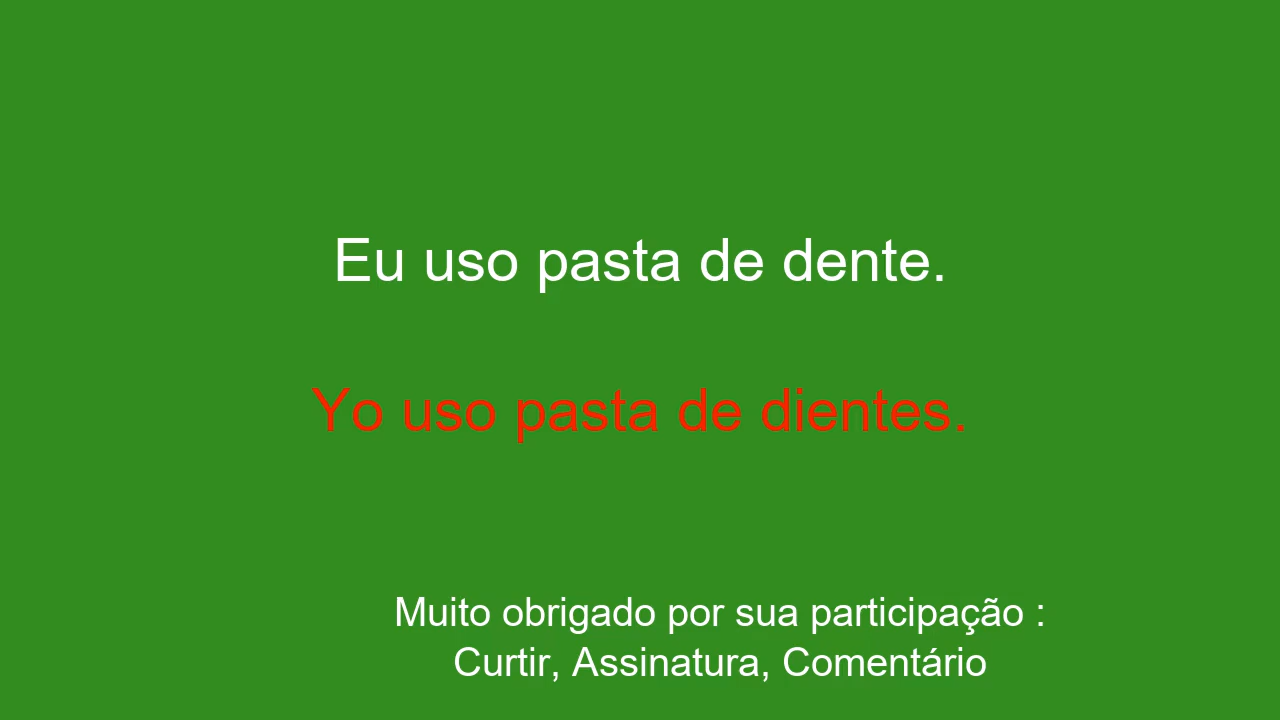 Eu uso pasta de dente.
Yo uso pasta de dientes.
Muito obrigado por sua participação :
Curtir, Assinatura, Comentário